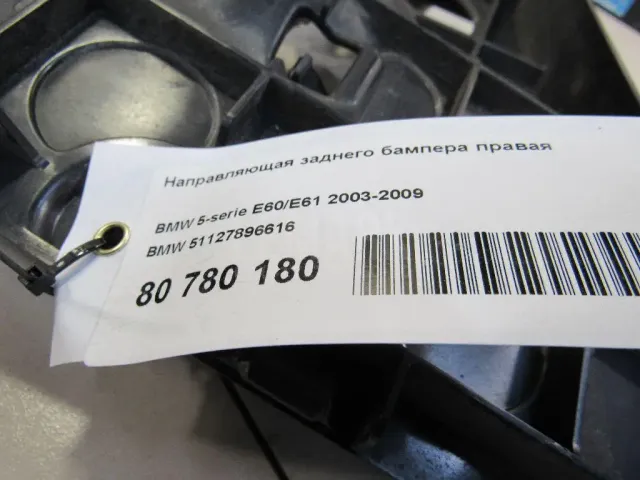 Направляющая заднего бампера правая
BMW 5-serie E60/E61 2003-2009
BMW 51127896616
80 780 180